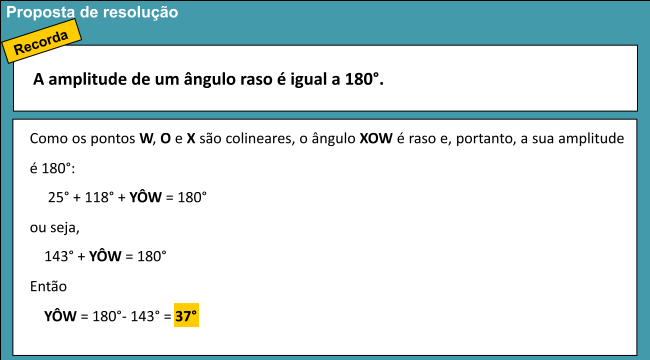 Proposta de resolução
Recorda
A amplitude de um ângulo raso é igual a 180°.
Como os pontos W, O e X são colineares, o ângulo XOW é raso e, portanto, a sua amplitude
é 180°:
25° + 118° + YÔW = 180°
ou seja,
143° + YÔW = 180°
Então
YÔW = 180°- 143° = 37°